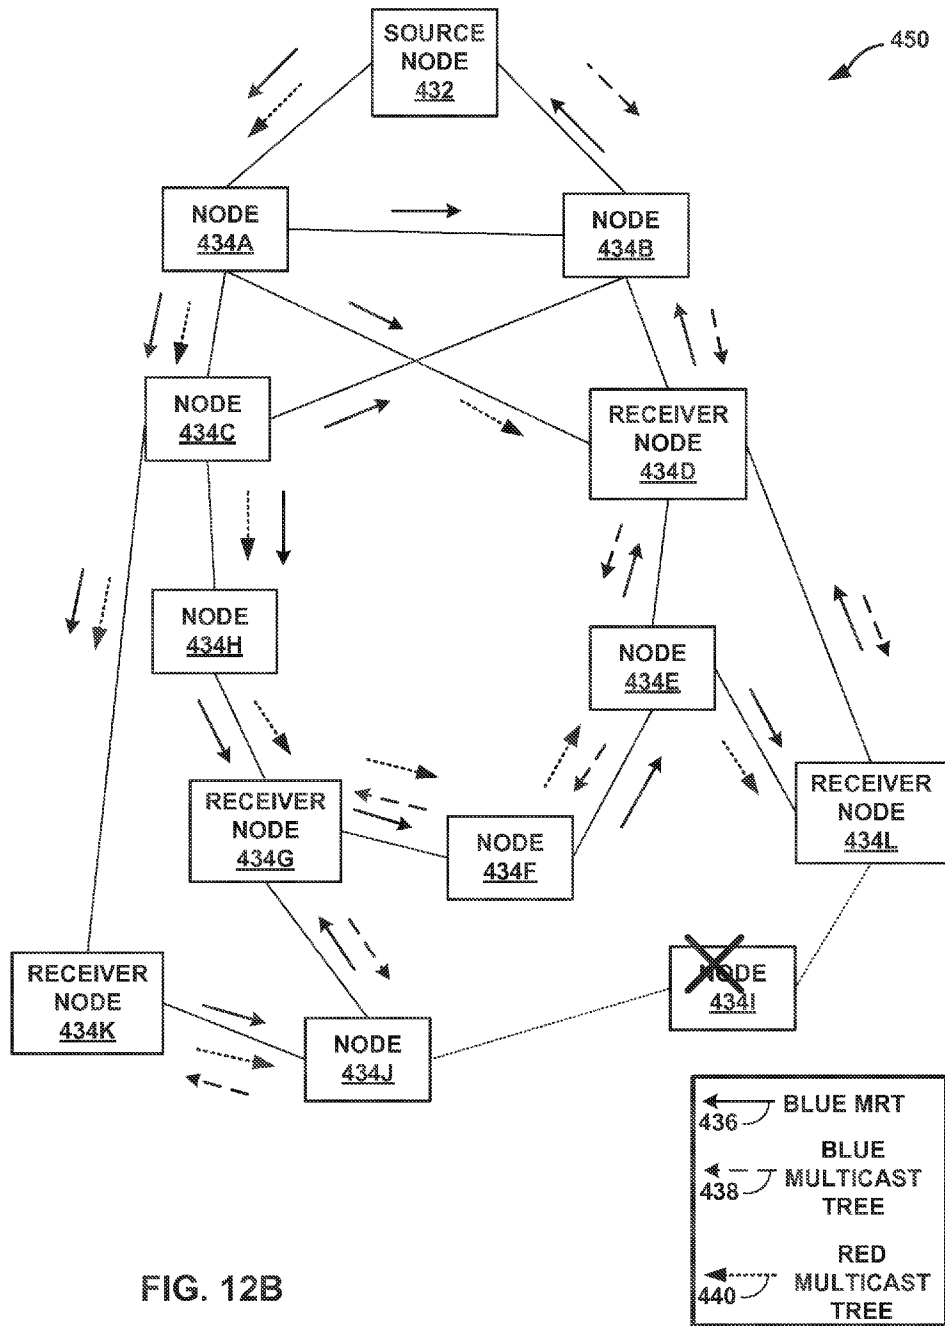 SOURCE
NODE
432
450
NODE
434A
NODE
434B
NODE
434C
RECEIVER
NODE
434D
NODE
434H
NODE
434E
RECEIVER
NODE
434G
NODE
434F
RECEIVER
NODE
434L
RECEIVER
NODE
434K
NODE
434J
NODE
434I
436
BLUE MRT
438
BLUE
MULTICAST
TREE
440
RED
MULTICAST
TREE
FIG. 12B